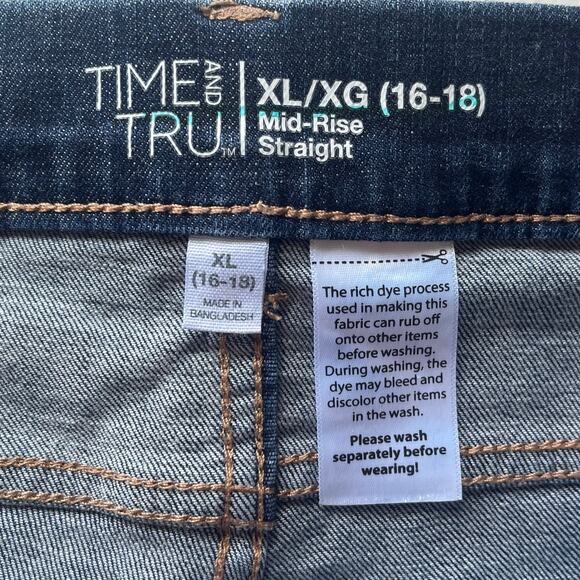 TIME AND
TRU™
XL/XG (16-18)
Mid-Rise
Straight
XL
(16-18)
MADE IN
BANGLADESH
The rich dye process
used in making this
fabric can rub off
onto other items
before washing.
During washing, the
dye may bleed and
discolor other items
in the wash.
Please wash
separately before
wearing!